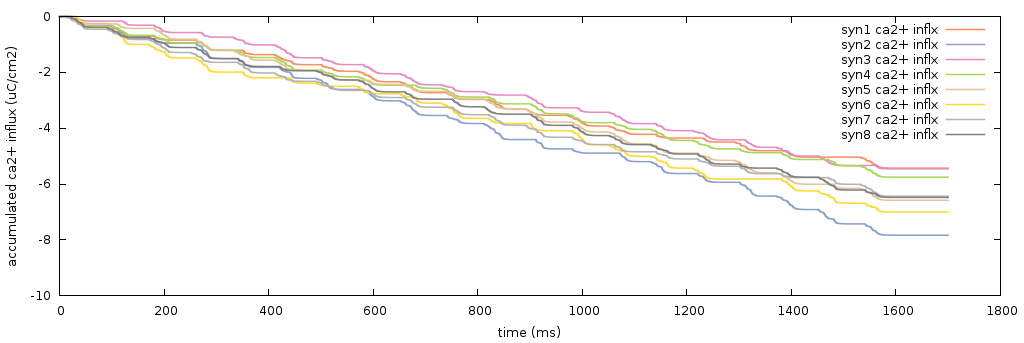 0
-2
-4
-6
-8
-10
accumulated ca2+ influx (uC/cm2)
syn1 ca2+ inflx
syn2 ca2+ inflx
syn3 ca2+ inflx
syn4 ca2+ inflx
syn5 ca2+ inflx
syn6 ca2+ inflx
syn7 ca2+ inflx
syn8 ca2+ inflx
0 200 400 600 800 1000 1200 1400 1600 1800
time (ms)